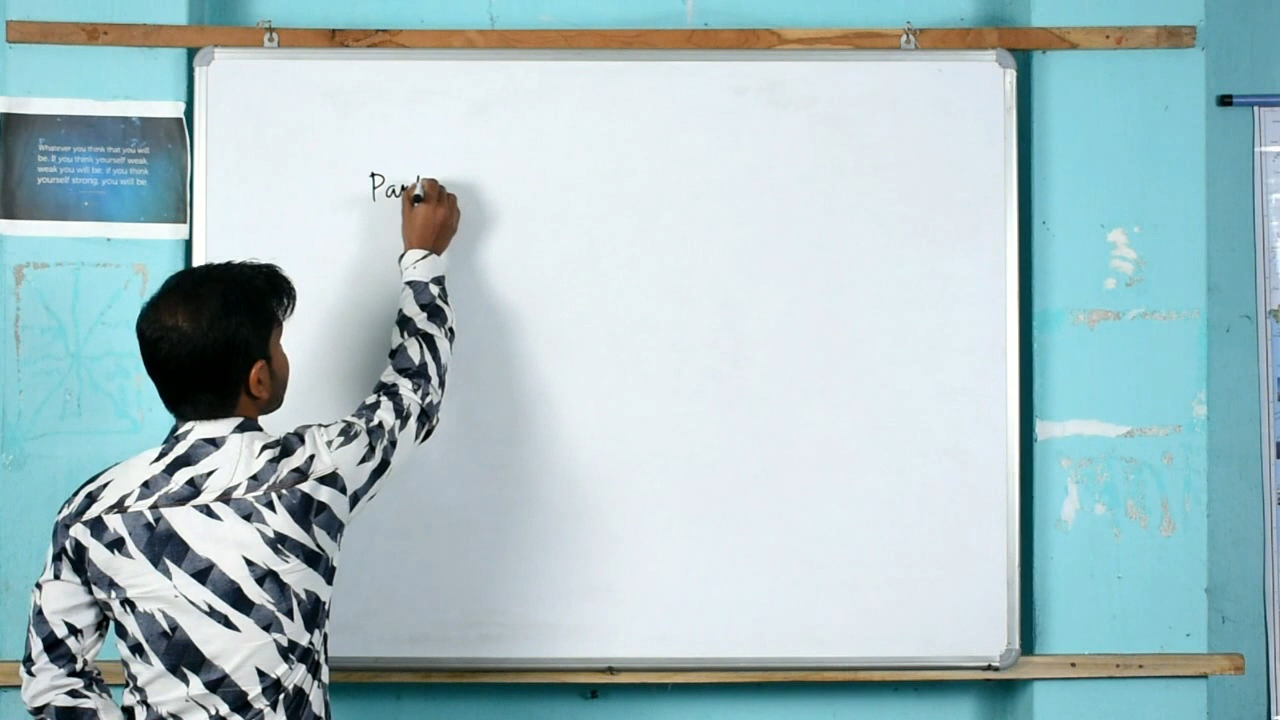 Whatever you think that you will
be. If you think yourself weak,
weak you will be; if you think
yourself strong, you will be.